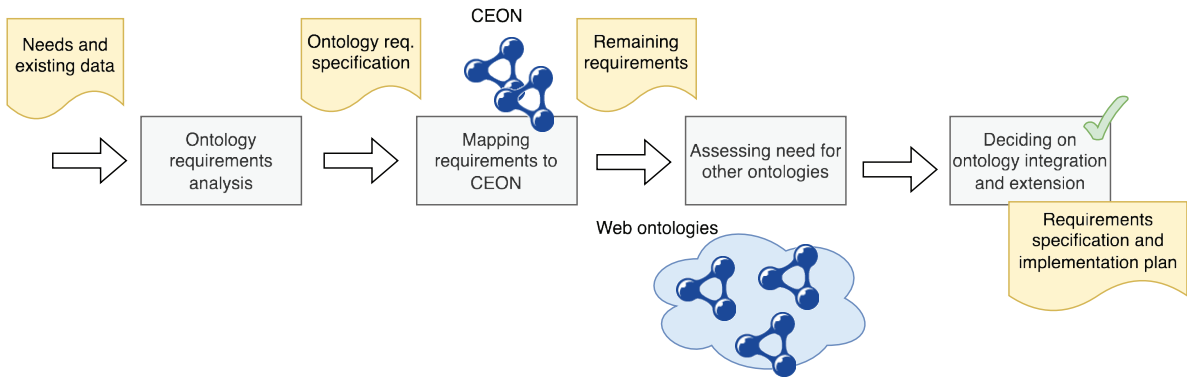 Needs and
existing data
Ontology
requirements
analysis
Ontology req.
specification
CEON
Mapping
requirements to
CEON
Remaining
requirements
Assessing need for
other ontologies
Web ontologies
Deciding on
ontology integration
and extension
Requirements
specification and
implementation plan